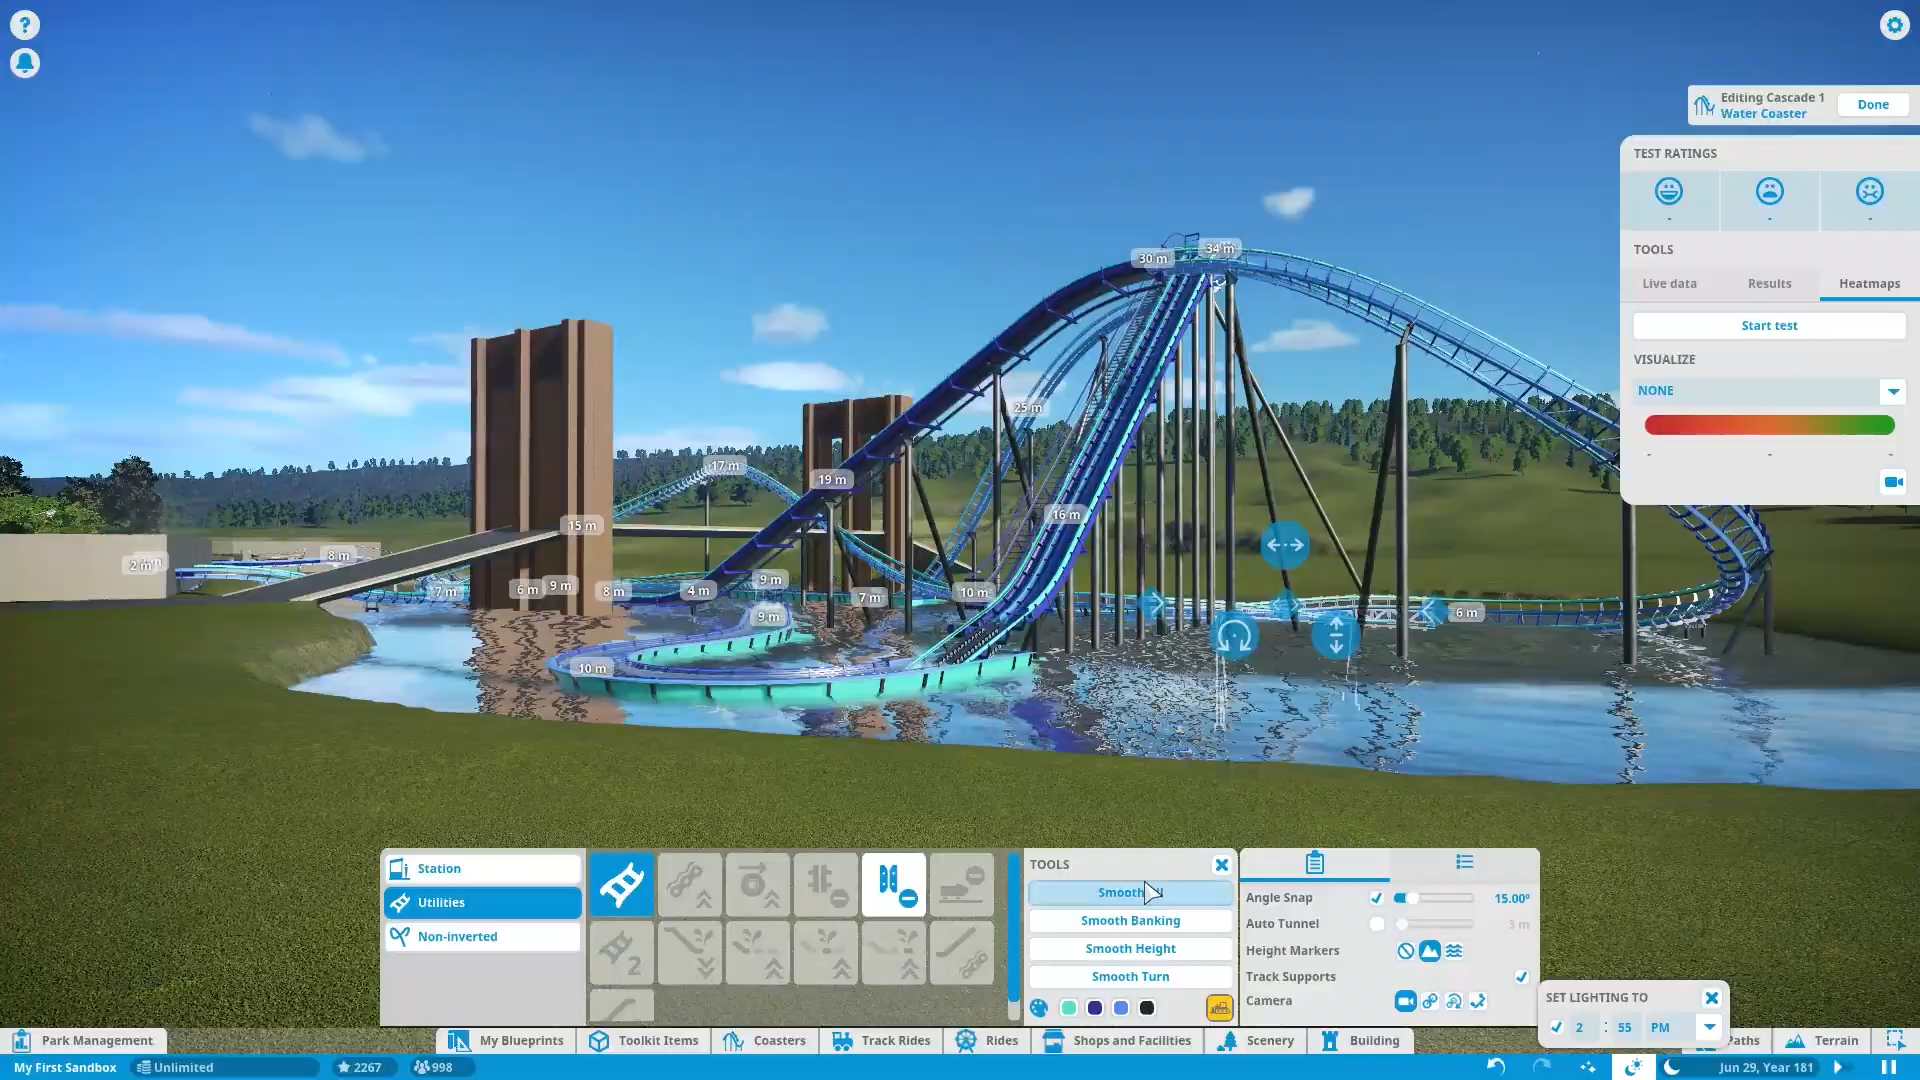 ?
Editing Cascade 1
Water Coaster
Done
TEST RATINGS
- - -
TOOLS
Live data
Results
Heatmaps
Start test
VISUALIZE
NONE
- - -
34 m
30 m
25 m
17 m
19 m
16 m
15 m
8 m
2 m
7 m
6 m
9 m
8 m
4 m
9 m
7 m
10 m
9 m
6 m
10 m
Station
Utilities
Non-inverted
2
TOOLS
Smooth
Smooth Banking
Smooth Height
Smooth Turn
Angle Snap
15.00°
Auto Tunnel
3 m
Height Markers
Track Supports
Camera
SET LIGHTING TO
2 : 55 PM
Park Management
My Blueprints
Toolkit Items
Coasters
Track Rides
Rides
Shops and Facilities
Scenery
Building
Paths
Terrain
My First Sandbox
Unlimited
2267
998
Jun 29, Year 181